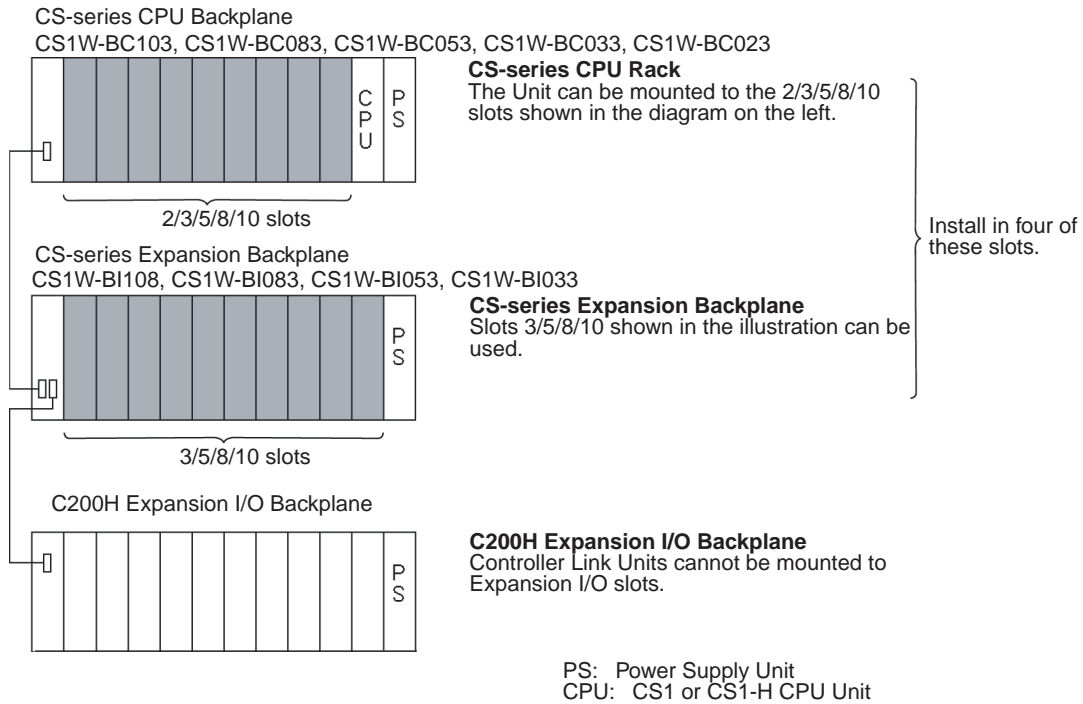 CS-series CPU Backplane
CS1W-BC103, CS1W-BC083, CS1W-BC053, CS1W-BC033, CS1W-BC023
CPU
PS
CS-series CPU Rack
The Unit can be mounted to the 2/3/5/8/10
slots shown in the diagram on the left.
2/3/5/8/10 slots
Install in four of
these slots.
CS-series Expansion Backplane
CS1W-BI108, CS1W-BI083, CS1W-BI053, CS1W-BI033
PS
CS-series Expansion Backplane
Slots 3/5/8/10 shown in the illustration can be
used.
3/5/8/10 slots
C200H Expansion I/O Backplane
PS
C200H Expansion I/O Backplane
Controller Link Units cannot be mounted to
Expansion I/O slots.
PS: Power Supply Unit
CPU: CS1 or CS1-H CPU Unit